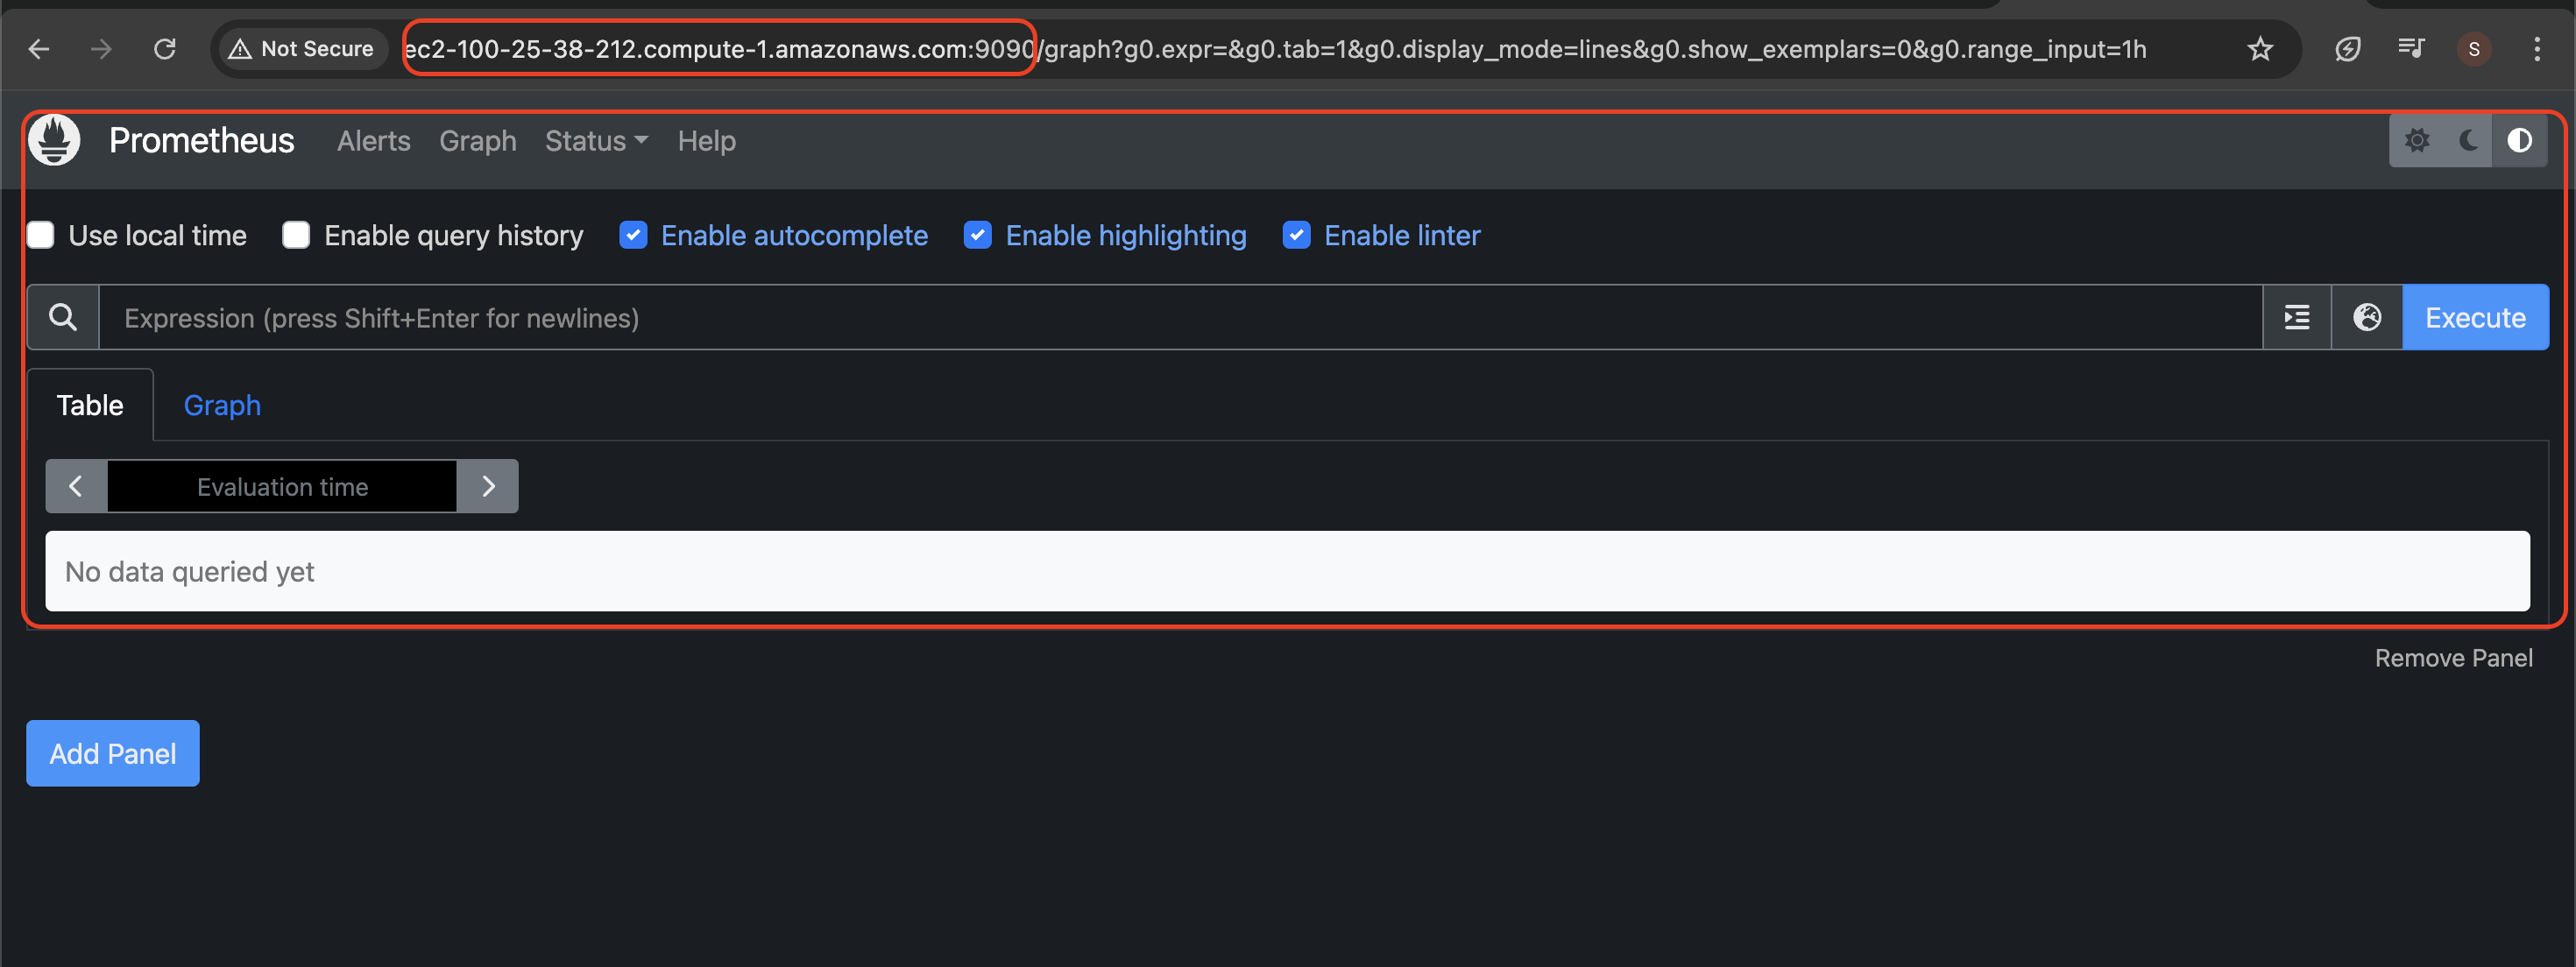 Not Secure ec2-100-25-38-212.compute-1.amazonaws.com:9090/graph?g0.expr=&g0.tab=1&g0.display_mode=lines&g0.show_exemplars=0&g0.range_input=1h S
Prometheus Alerts Graph Status Help
Use local time Enable query history Enable autocomplete Enable highlighting Enable linter
Expression (press Shift+Enter for newlines) Execute
Table Graph
Evaluation time
No data queried yet
Remove Panel
Add Panel